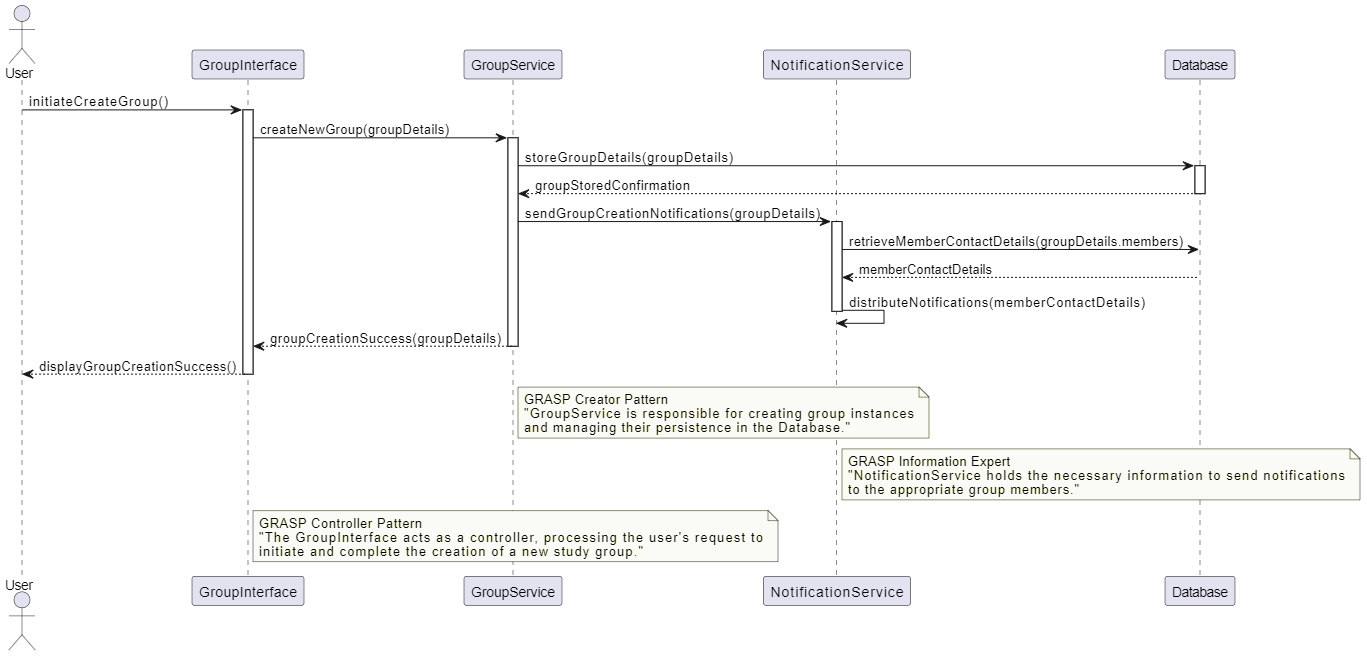 User
GroupInterface
GroupService
NotificationService
Database
initiateCreateGroup()
createNewGroup(groupDetails)
storeGroupDetails(groupDetails)
groupStoredConfirmation
sendGroupCreationNotifications(groupDetails)
retrieveMemberContactDetails(groupDetails.members)
memberContactDetails
distributeNotifications(memberContactDetails)
groupCreationSuccess(groupDetails)
displayGroupCreationSuccess()
GRASP Creator Pattern
"GroupService is responsible for creating group instances
and managing their persistence in the Database."
GRASP Information Expert
"NotificationService holds the necessary information to send notifications
to the appropriate group members."
GRASP Controller Pattern
"The GroupInterface acts as a controller, processing the user's request to
initiate and complete the creation of a new study group."
User
GroupInterface
GroupService
NotificationService
Database